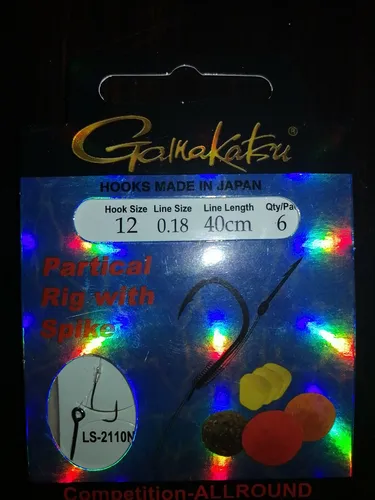 Gamakatsu®
HOOKS MADE IN JAPAN
Hook Size Line Size Line Length Qty/Pa
12 0.18 40cm 6
Partical
Rig with
Spike
LS-2110N
Competition-ALLROUND